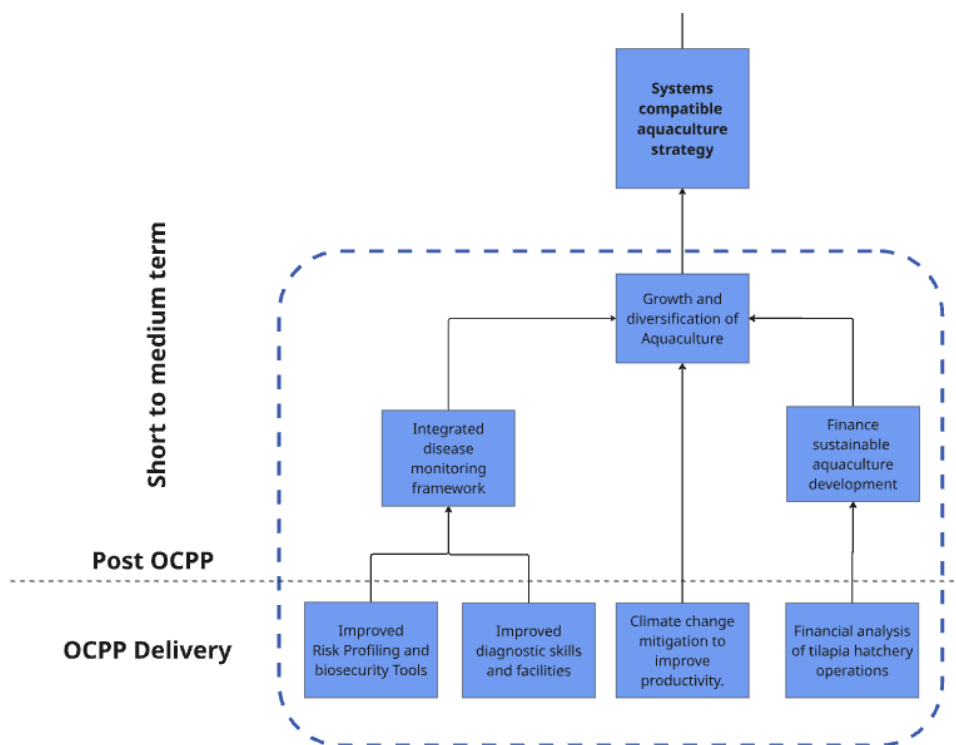 Systems
compatible
aquaculture
strategy
Short to medium term
Growth and
diversification of
Aquaculture
Integrated
disease
monitoring
framework
Finance
sustainable
aquaculture
development
Post OCPP
OCPP Delivery
Improved
Risk Profiling and
biosecurity Tools
Improved
diagnostic skills
and facilities
Climate change
mitigation to
improve
productivity.
Financial analysis
of tilapia hatchery
operations